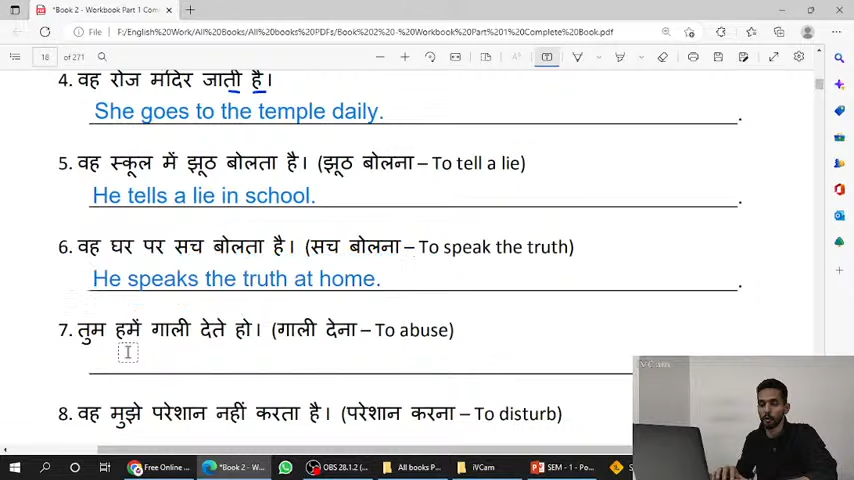 *Book 2 - Workbook Part 1 Com
F:/English%20Work/All%20Books/All%20books%20PDFs/Book%202%20-%20Workbook%20Part%201%20Complete%20Book.pdf
18 of 271
4. वह रोज मंदिर जाती है।
She goes to the temple daily.
5. वह स्कूल में झूठ बोलता है। (झूठ बोलना – To tell a lie)
He tells a lie in school.
6. वह घर पर सच बोलता है। (सच बोलना – To speak the truth)
He speaks the truth at home.
7. तुम हमें गाली देते हो। (गाली देना – To abuse)
8. वह मुझे परेशान नहीं करता है। (परेशान करना – To disturb)
iVCam
Free Online ...
*Book 2 - W...
OBS 28.1.2 (...
All books P...
iVCam
SEM - 1 - Po...